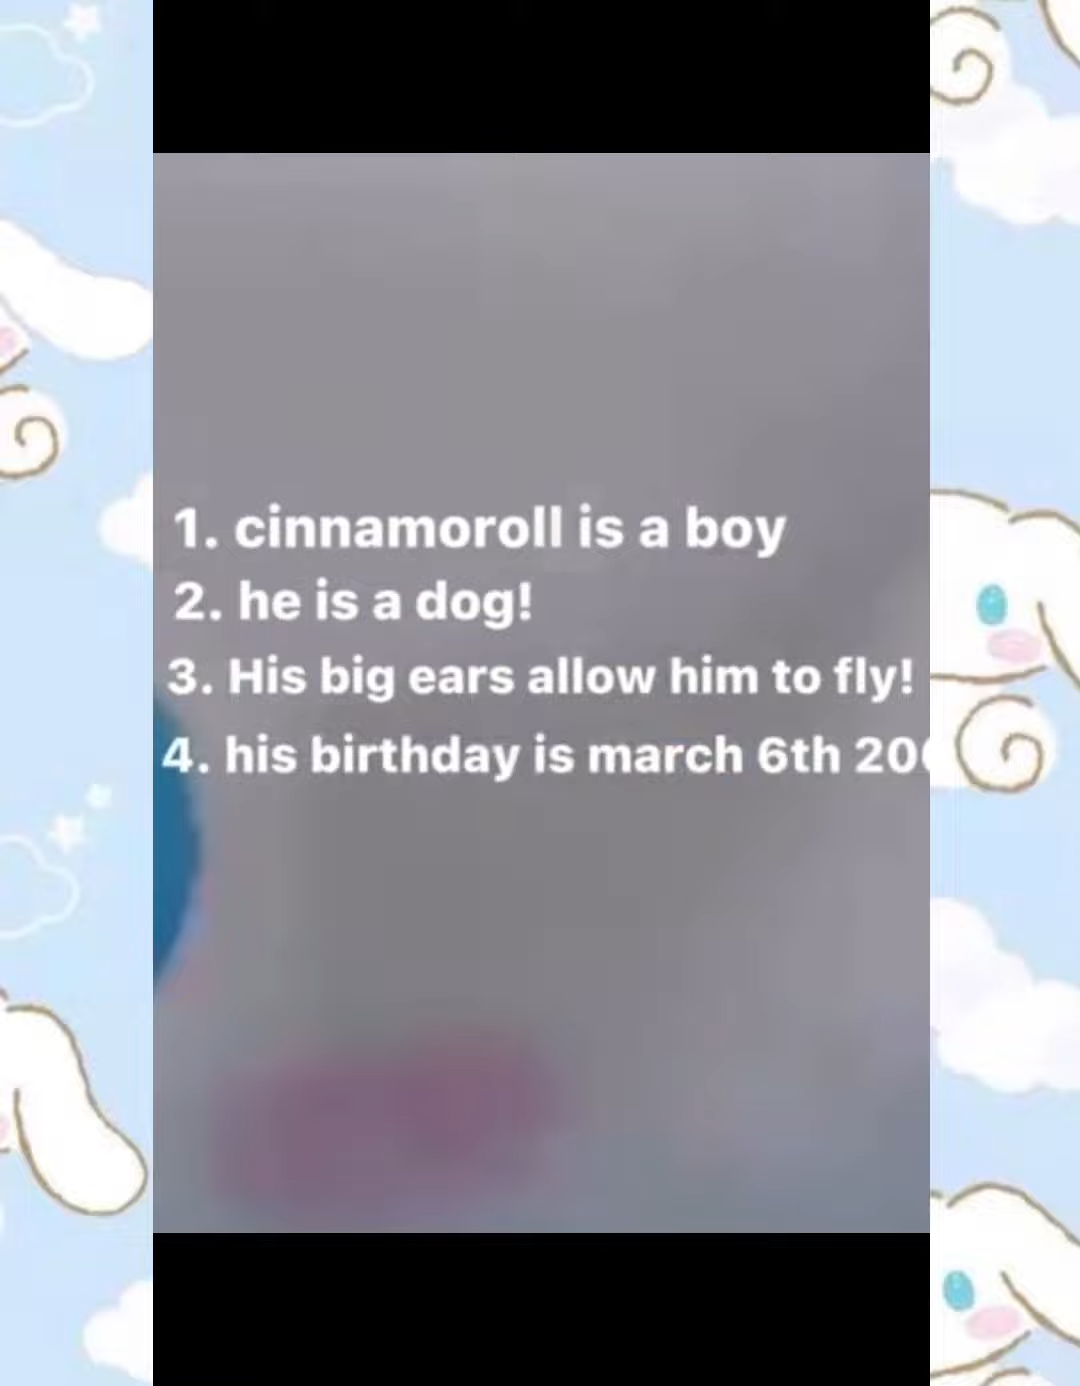 1. cinnamoroll is a boy
2. he is a dog!
3. His big ears allow him to fly!
4. his birthday is march 6th